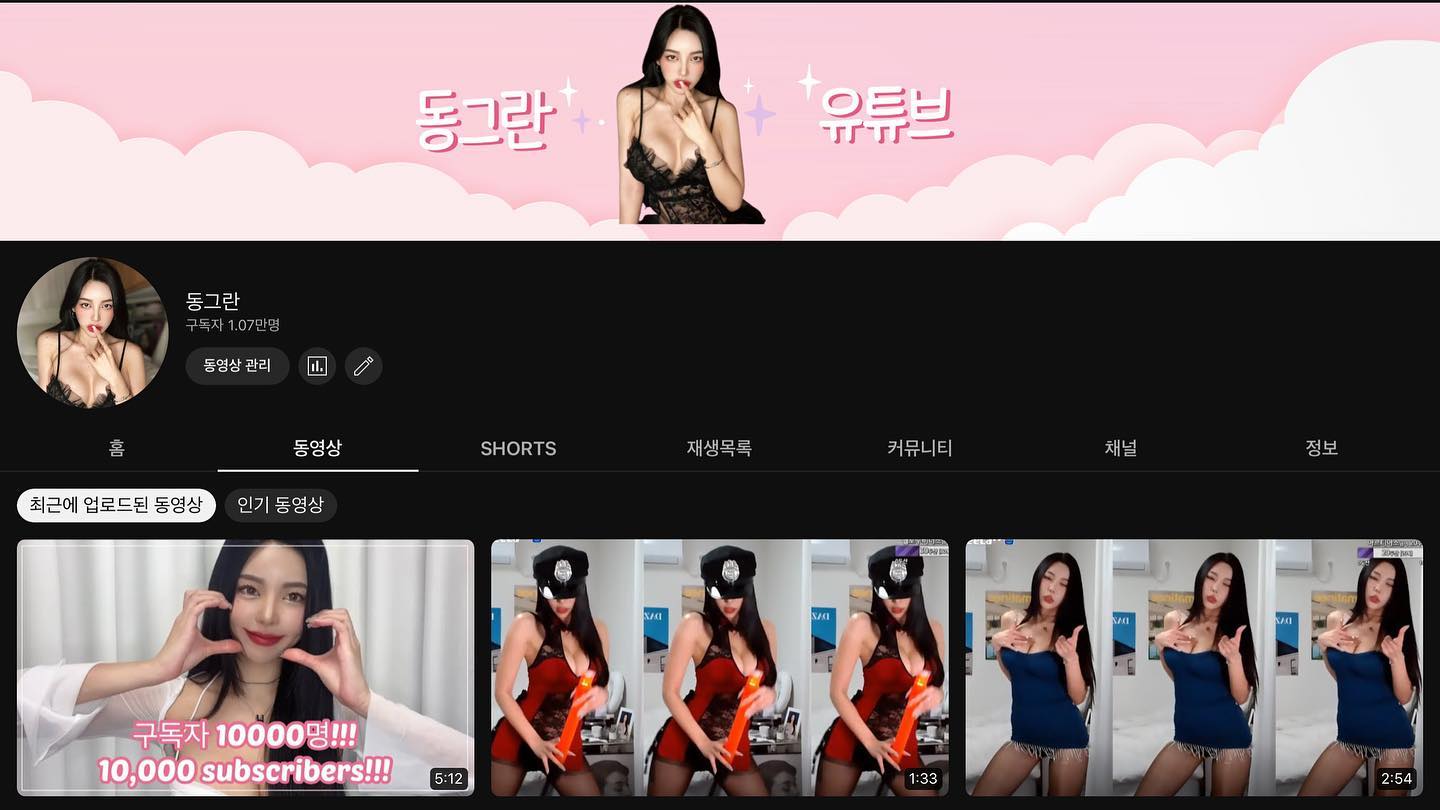 동그란
유튜브
동그란
구독자 1.07만명
동영상 관리
홈
동영상
SHORTS
재생목록
커뮤니티
채널
정보
최근에 업로드된 동영상
인기 동영상
구독자 10000명!!!
10,000 subscribers!!!
5:12
DAZ
1:33
DAZ
2:54